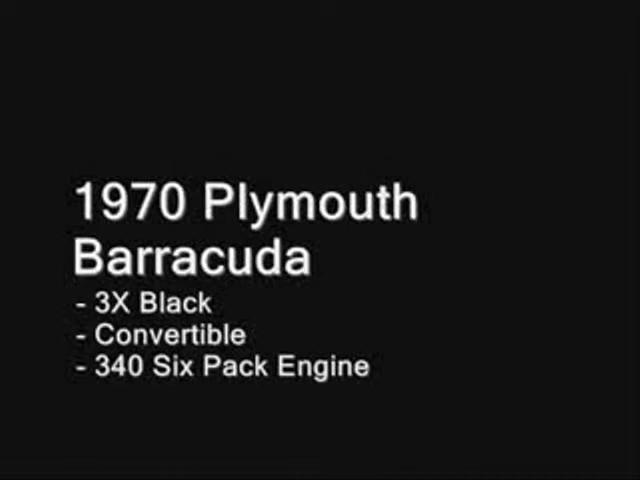 1970 Plymouth
Barracuda
- 3X Black
- Convertible
- 340 Six Pack Engine